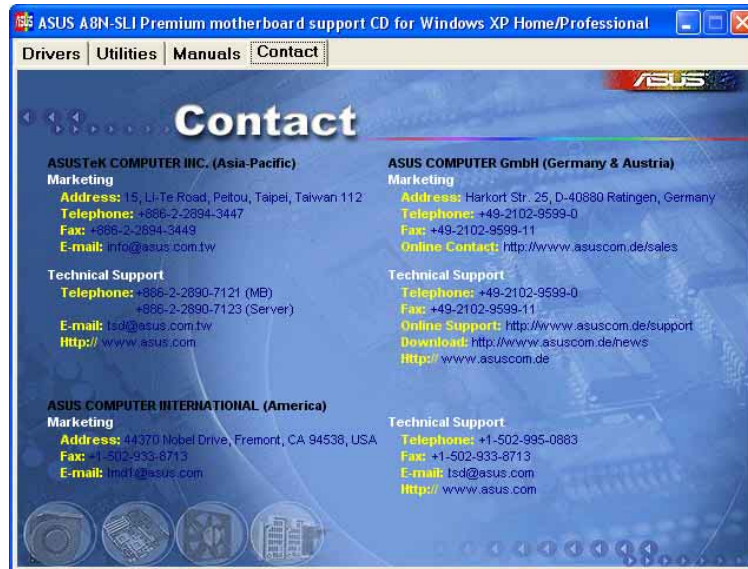 ASUS A8N-SLI Premium motherboard support CD for Windows XP Home/Professional
Drivers Utilities Manuals Contact
ASUS
Contact
ASUSTeK COMPUTER INC. (Asia-Pacific)
Marketing
Address: 15, Li-Te Road, Peitou, Taipei, Taiwan 112
Telephone: +886-2-2894-3447
Fax: +886-2-2894-3449
E-mail: info@asus.com.tw
Technical Support
Telephone: +886-2-2890-7121 (MB)
+886-2-2890-7123 (Server)
E-mail: tsd@asus.com.tw
Http:// www.asus.com
ASUS COMPUTER GmbH (Germany & Austria)
Marketing
Address: Harkort Str. 25, D-40880 Ratingen, Germany
Telephone: +49-2102-9599-0
Fax: +49-2102-9599-11
Online Contact: http://www.asuscom.de/sales
Technical Support
Telephone: +49-2102-9599-0
Fax: +49-2102-9599-11
Online Support: http://www.asuscom.de/support
Download: http://www.asuscom.de/news
Http:// www.asuscom.de
ASUS COMPUTER INTERNATIONAL (America)
Marketing
Address: 44370 Nobel Drive, Fremont, CA 94538, USA
Fax: +1-502-933-8713
E-mail: lmd1@asus.com
Technical Support
Telephone: +1-502-995-0883
Fax: +1-502-933-8713
E-mail: tsd@asus.com
Http:// www.asus.com